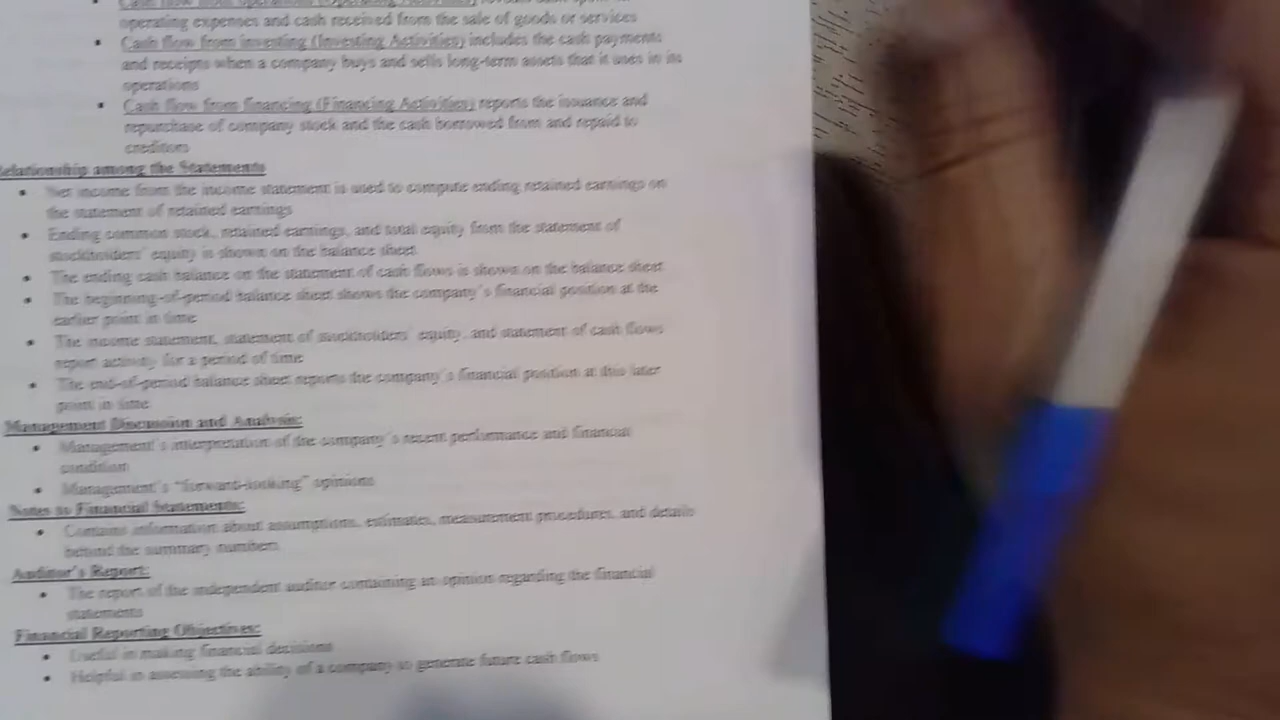 operating expenses and cash received from the sale of goods or services
• Cash flow from investing (Investing Activities) includes the cash payments
and receipts when a company buys and sells long-term assets that it uses in its
operations
• Cash flow from financing (Financing Activities) reports the issuance and
repurchase of company stock and the cash borrowed from and repaid to
creditors
Relationship among the Statements
• Net income from the income statement is used to compute ending retained earnings on
the statement of retained earnings
• Ending common stock, retained earnings, and total equity from the statement of
stockholders' equity is shown on the balance sheet
• The ending cash balance on the statement of cash flows is shown on the balance sheet
• The beginning-of-period balance sheet shows the company's financial position at the
earlier point in time
• The income statement, statement of stockholders' equity, and statement of cash flows
report activity for a period of time
• The end-of-period balance sheet reports the company's financial position at this later
point in time
Management Discussion and Analysis:
• Management's interpretation of the company's recent performance and financial
condition
• Management's "forward-looking" opinions
Notes to Financial Statements:
• Contains information about assumptions, estimates, measurement procedures, and details
behind the summary numbers
Auditor's Report:
• The report of the independent auditor containing an opinion regarding the financial
statements
Financial Reporting Objectives:
• Useful in making financial decisions
• Helpful in assessing the ability of a company to generate future cash flows